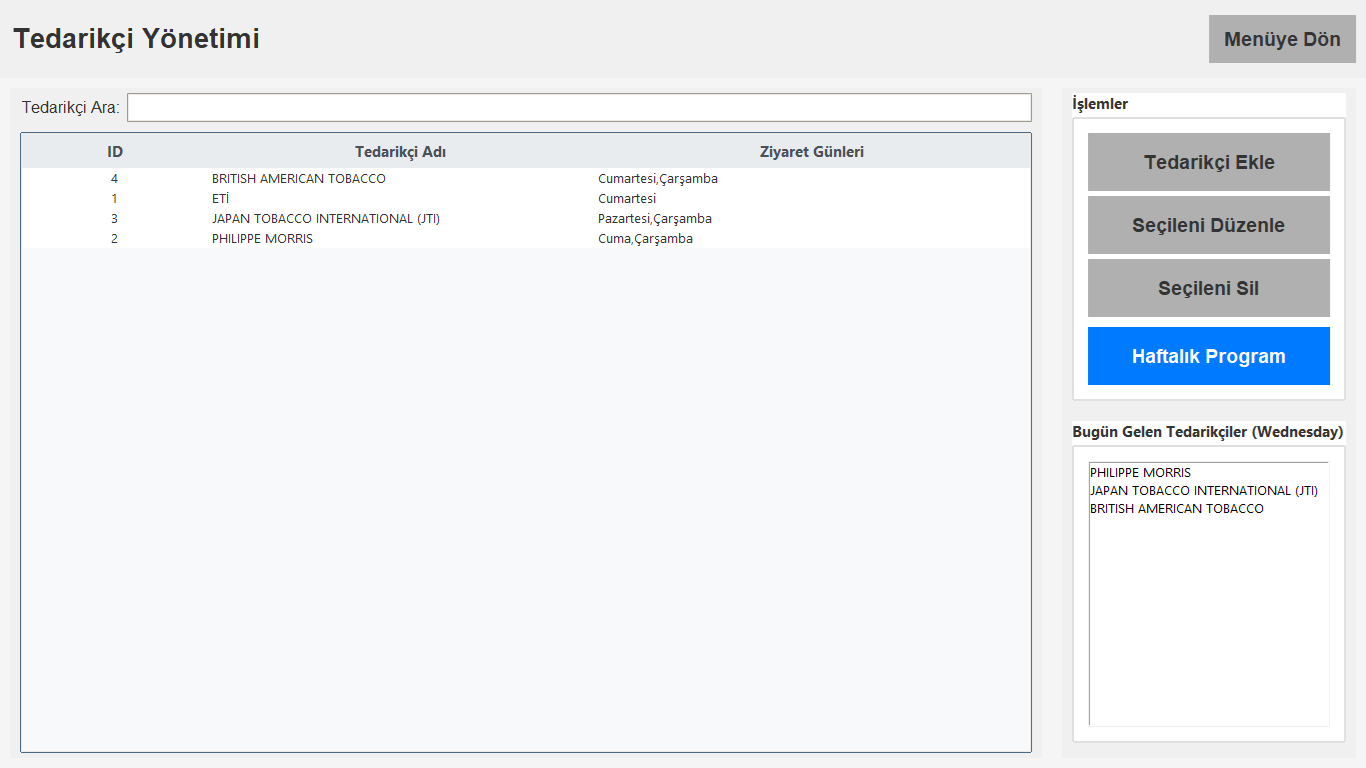 Tedarikçi Yönetimi
Menüye Dön
Tedarikçi Ara:
ID Tedarikçi Adı Ziyaret Günleri
4 BRITISH AMERICAN TOBACCO Cumartesi,Çarşamba
1 ETİ Cumartesi
3 JAPAN TOBACCO INTERNATIONAL (JTI) Pazartesi,Çarşamba
2 PHILIPPE MORRIS Cuma,Çarşamba
İşlemler
Tedarikçi Ekle
Seçileni Düzenle
Seçileni Sil
Haftalık Program
Bugün Gelen Tedarikçiler (Wednesday)
PHILIPPE MORRIS
JAPAN TOBACCO INTERNATIONAL (JTI)
BRITISH AMERICAN TOBACCO